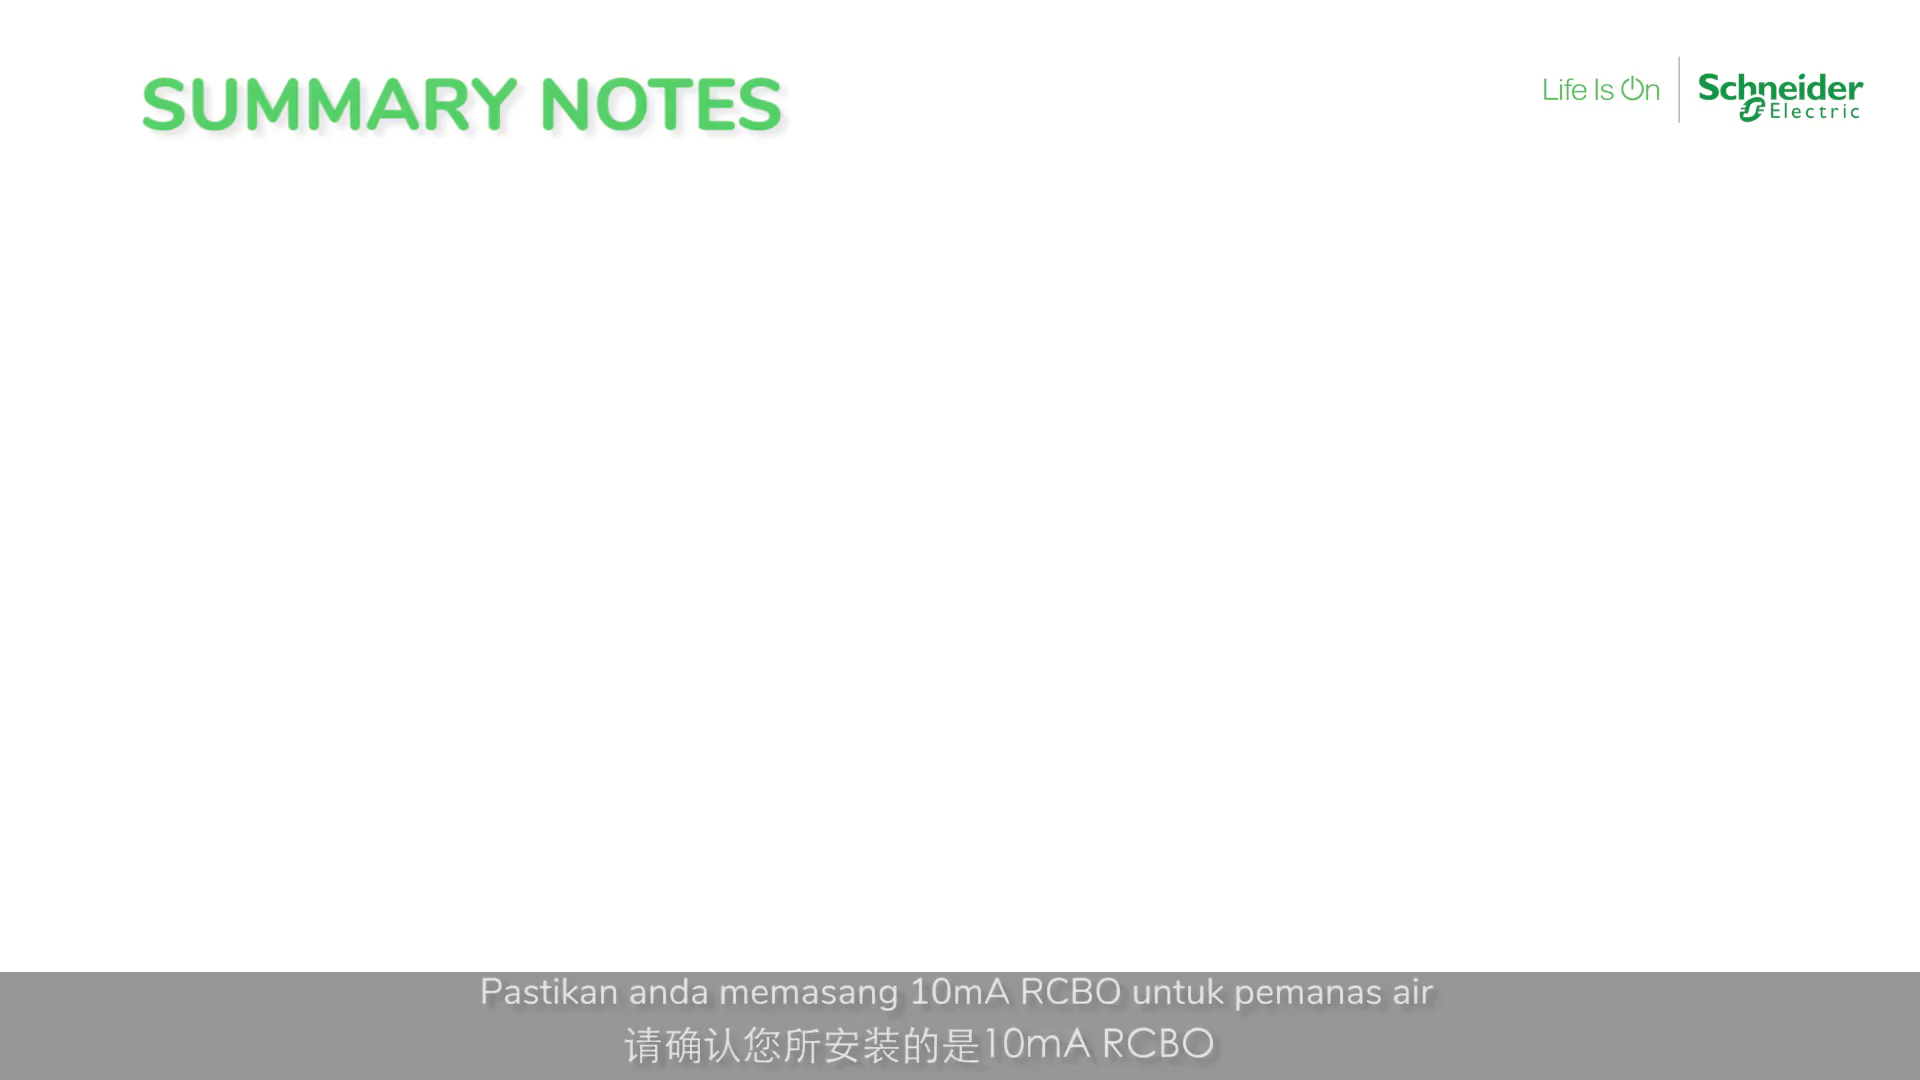 SUMMARY NOTES
Life Is On
Schneider
Electric
Pastikan anda memasang 10mA RCBO untuk pemanas air
请确认您所安装的是10mA RCBO